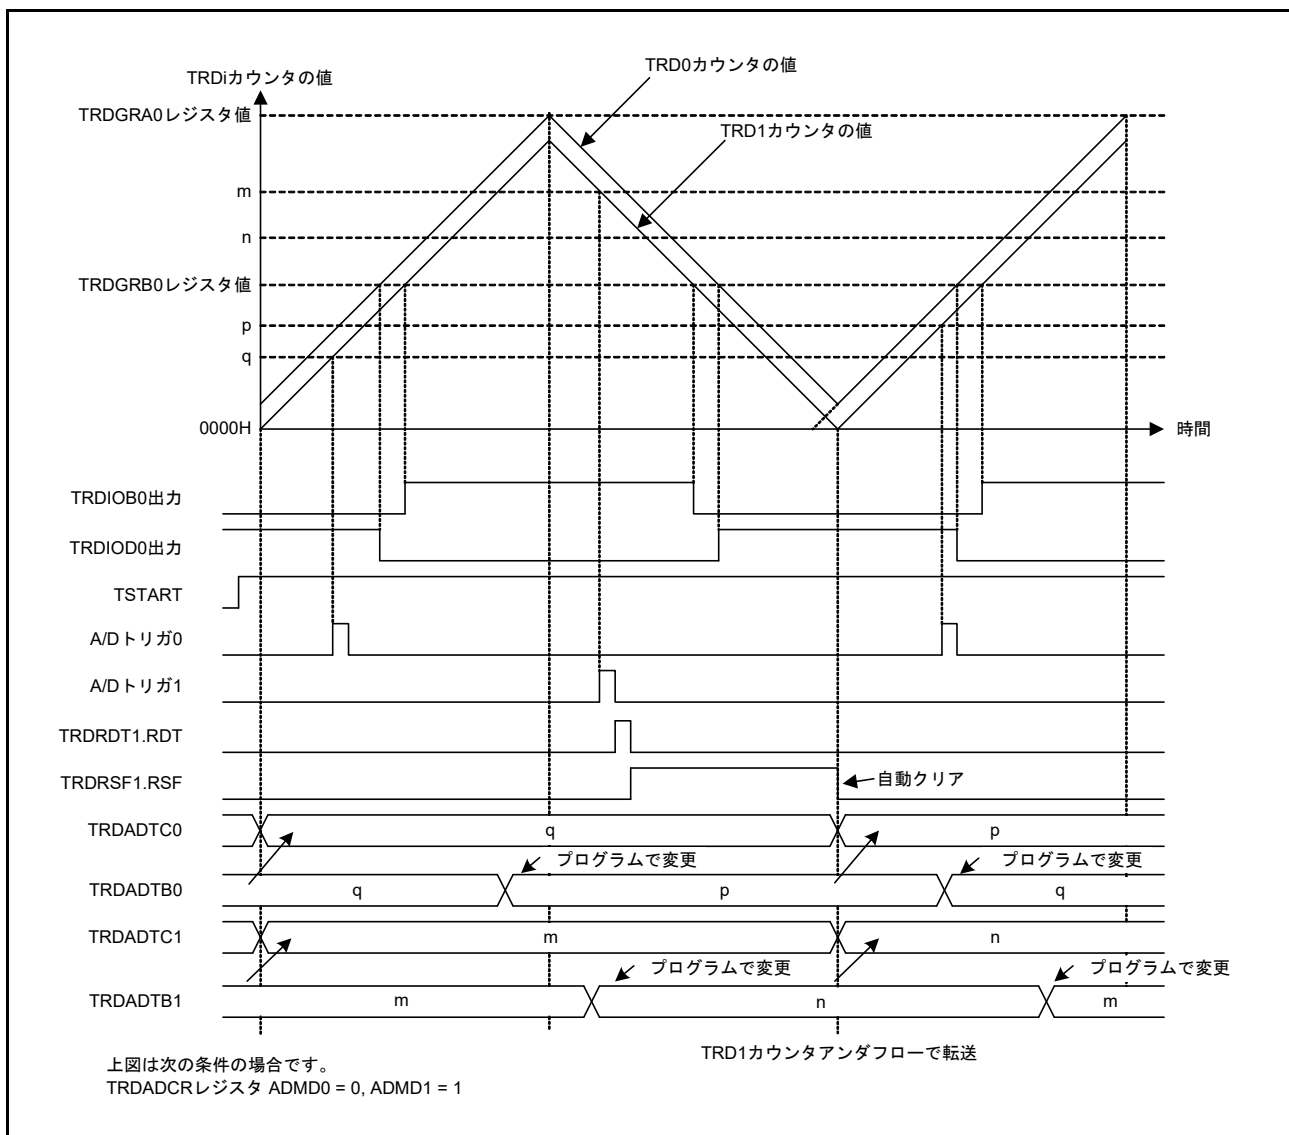 TRDiカウンタの値
TRD0カウンタの値
TRDGRA0レジスタ値
TRD1カウンタの値
m
n
TRDGRB0レジスタ値
p
q
0000H
時間
TRDIOB0出力
TRDIOD0出力
TSTART
A/Dトリガ0
A/Dトリガ1
TRDRDT1.RDT
TRDRSF1.RSF
自動クリア
TRDADTC0
q
p
プログラムで変更
プログラムで変更
TRDADTB0
q
p
q
TRDADTC1
m
n
プログラムで変更
プログラムで変更
TRDADTB1
m
n
m
TRD1カウンタアンダフローで転送
上図は次の条件の場合です。
TRDADCRレジスタ ADMD0 = 0, ADMD1 = 1